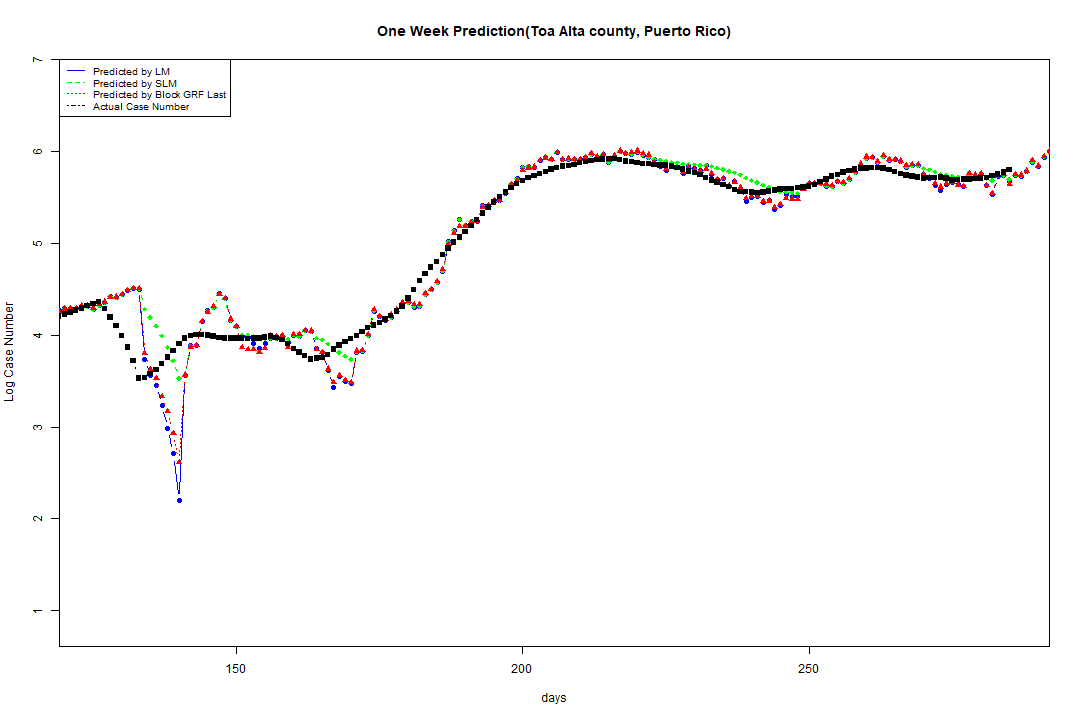 One Week Prediction(Toa Alta county, Puerto Rico)
Predicted by LM
Predicted by SLM
Predicted by Block GRF Last
Actual Case Number
7
6
5
4
3
2
1
Log Case Number
150 200 250
days